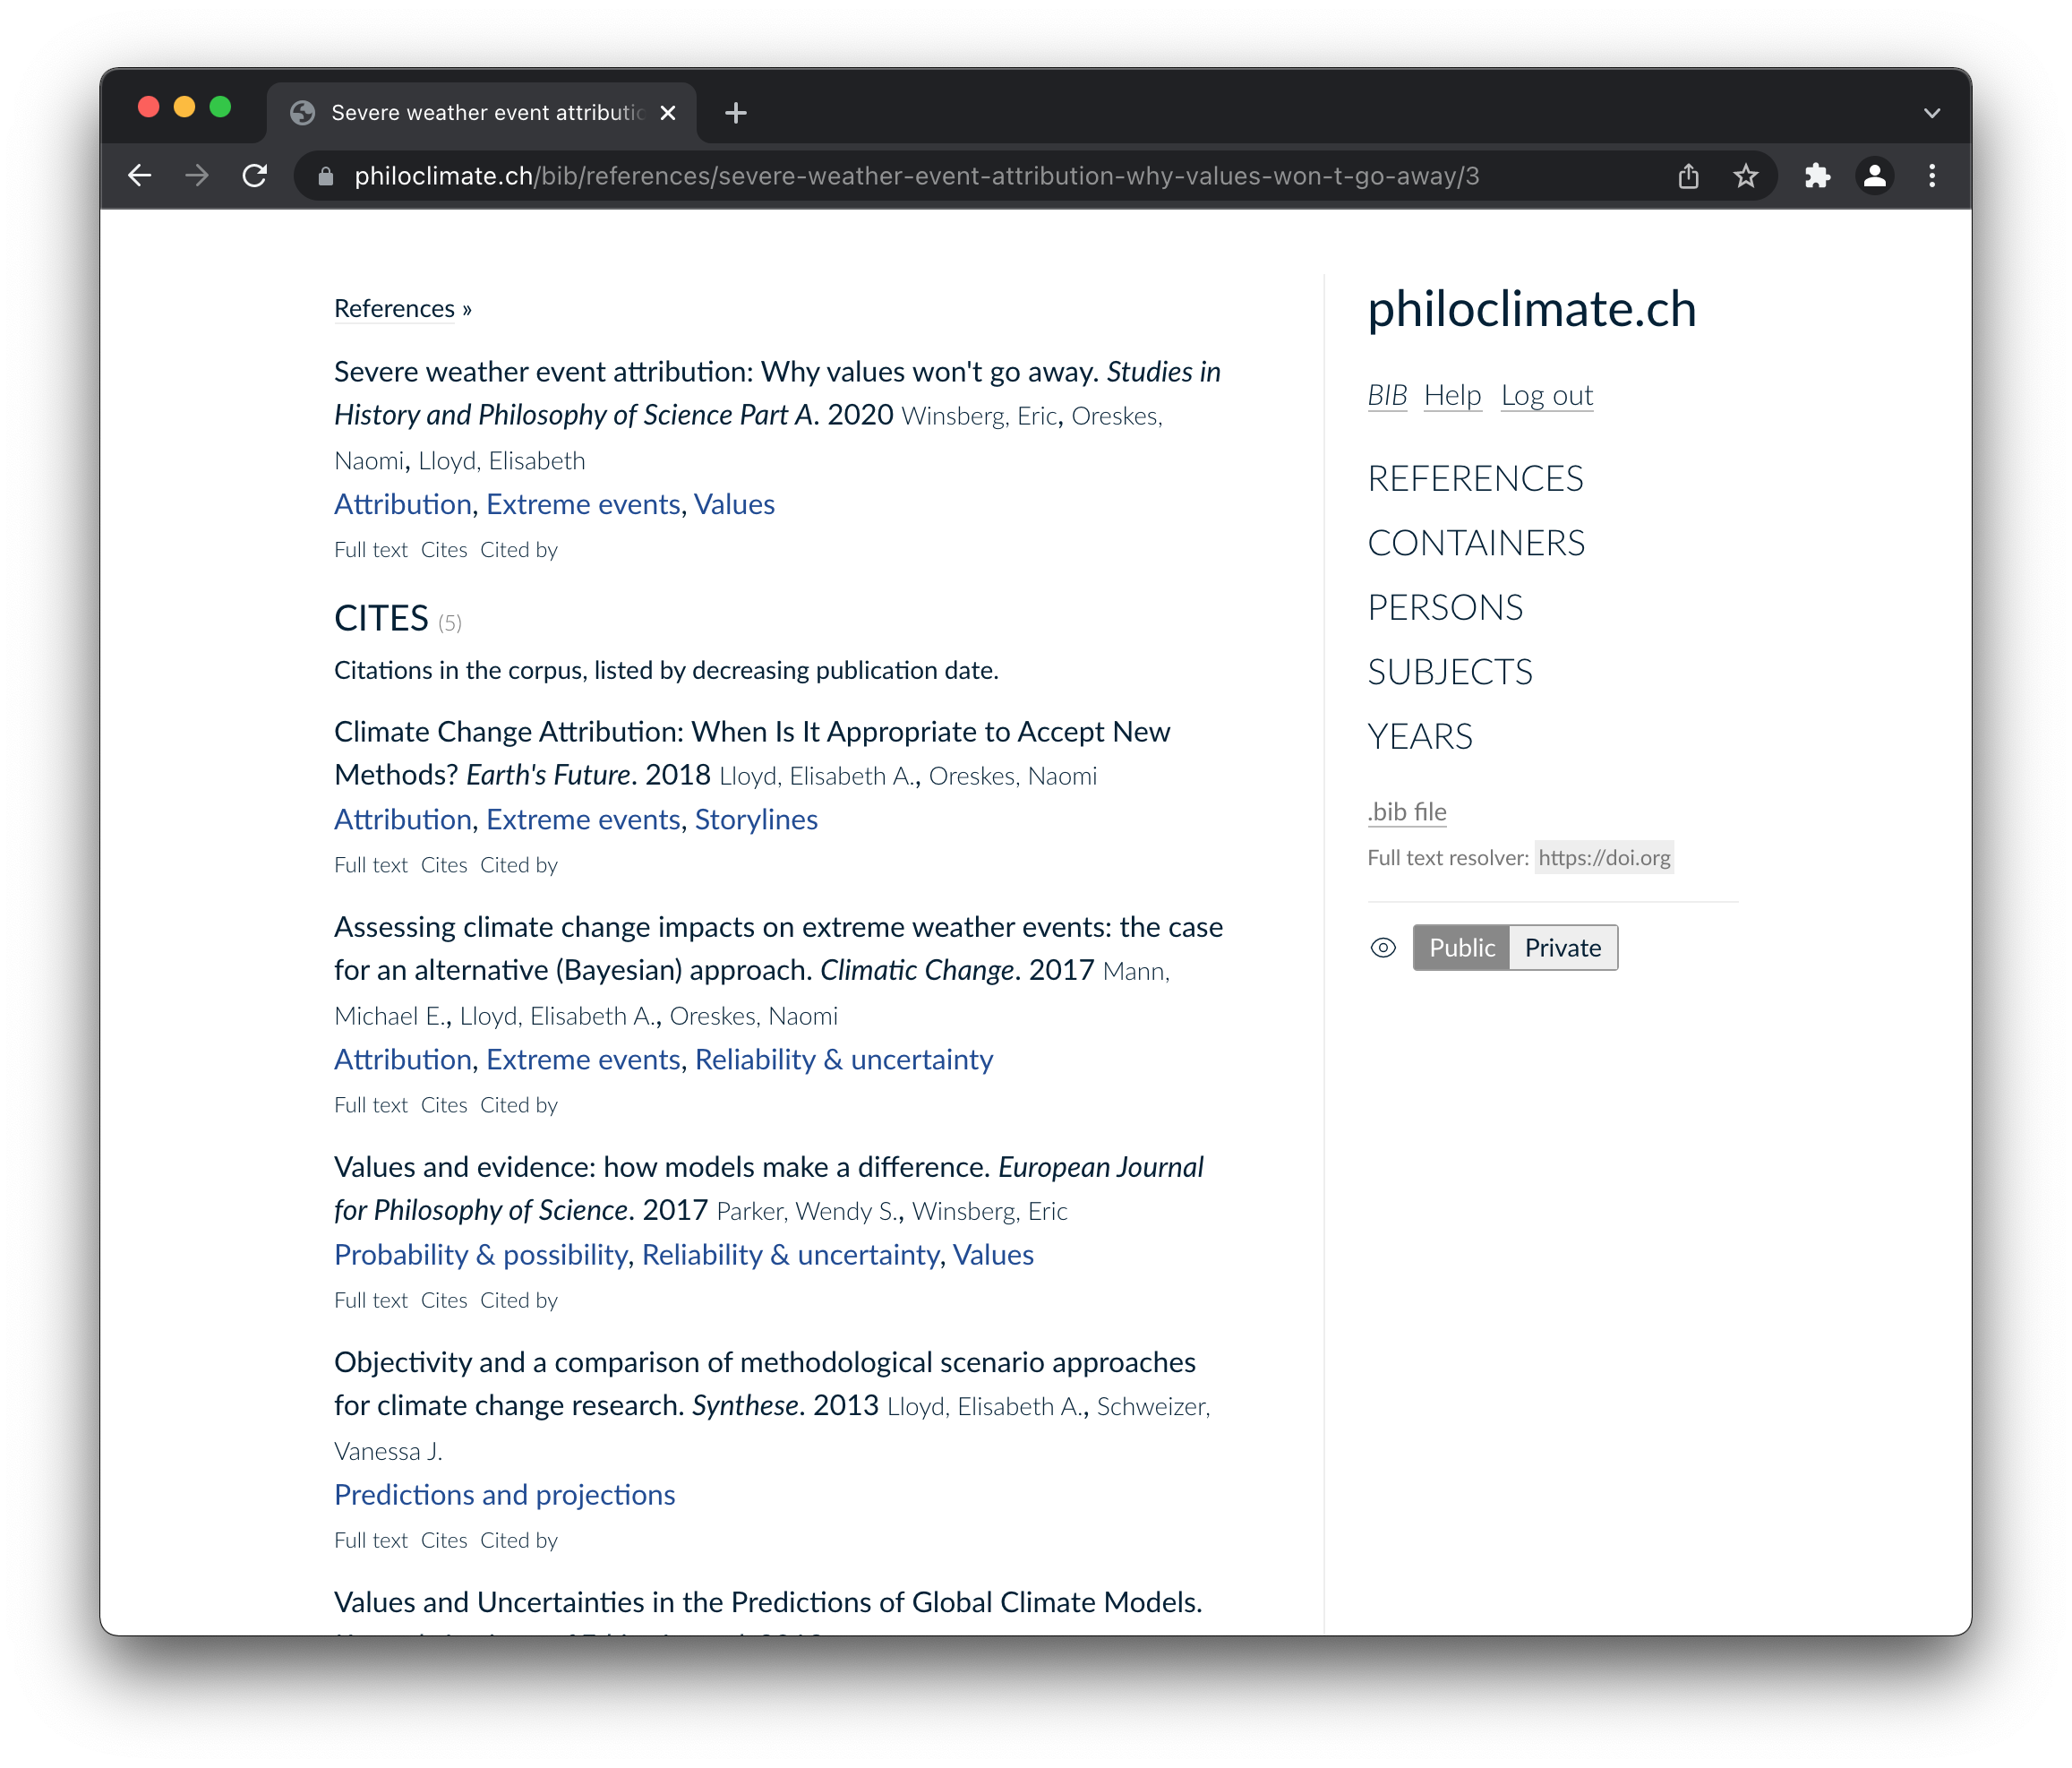 Severe weather event attributio
philoclimate.ch/bib/references/severe-weather-event-attribution-why-values-won-t-go-away/3
References »
Severe weather event attribution: Why values won't go away. Studies in
History and Philosophy of Science Part A. 2020 Winsberg, Eric, Oreskes,
Naomi, Lloyd, Elisabeth
Attribution, Extreme events, Values
Full text Cites Cited by
CITES (5)
Citations in the corpus, listed by decreasing publication date.
Climate Change Attribution: When Is It Appropriate to Accept New
Methods? Earth's Future. 2018 Lloyd, Elisabeth A., Oreskes, Naomi
Attribution, Extreme events, Storylines
Full text Cites Cited by
Assessing climate change impacts on extreme weather events: the case
for an alternative (Bayesian) approach. Climatic Change. 2017 Mann,
Michael E., Lloyd, Elisabeth A., Oreskes, Naomi
Attribution, Extreme events, Reliability & uncertainty
Full text Cites Cited by
Values and evidence: how models make a difference. European Journal
for Philosophy of Science. 2017 Parker, Wendy S., Winsberg, Eric
Probability & possibility, Reliability & uncertainty, Values
Full text Cites Cited by
Objectivity and a comparison of methodological scenario approaches
for climate change research. Synthese. 2013 Lloyd, Elisabeth A., Schweizer,
Vanessa J.
Predictions and projections
Full text Cites Cited by
Values and Uncertainties in the Predictions of Global Climate Models.
philoclimate.ch
BIB Help Log out
REFERENCES
CONTAINERS
PERSONS
SUBJECTS
YEARS
.bib file
Full text resolver: https://doi.org
Public Private